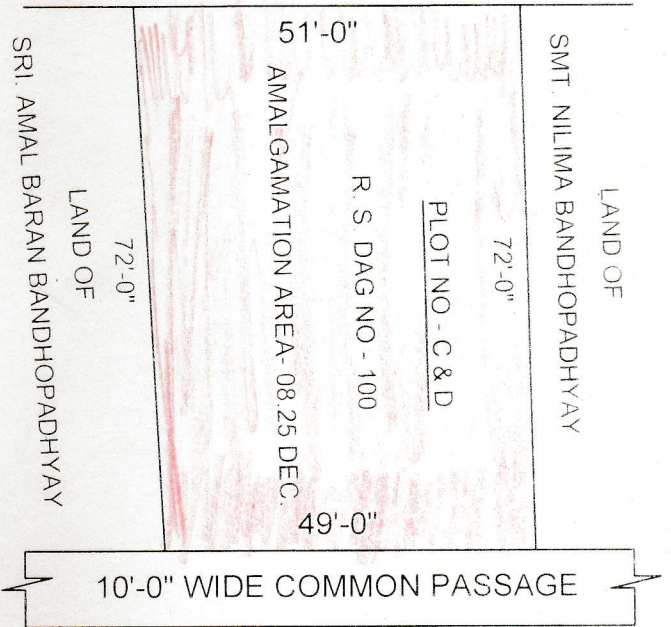 51'-0"
LAND OF
SMT. NILIMA BANDHOPADHYAY
72'-0"
PLOT NO - C & D
R. S. DAG NO - 100
AMALGAMATION AREA- 08.25 DEC.
72'-0"
LAND OF
SRI. AMAL BARAN BANDHOPADHYAY
49'-0"
10'-0" WIDE COMMON PASSAGE